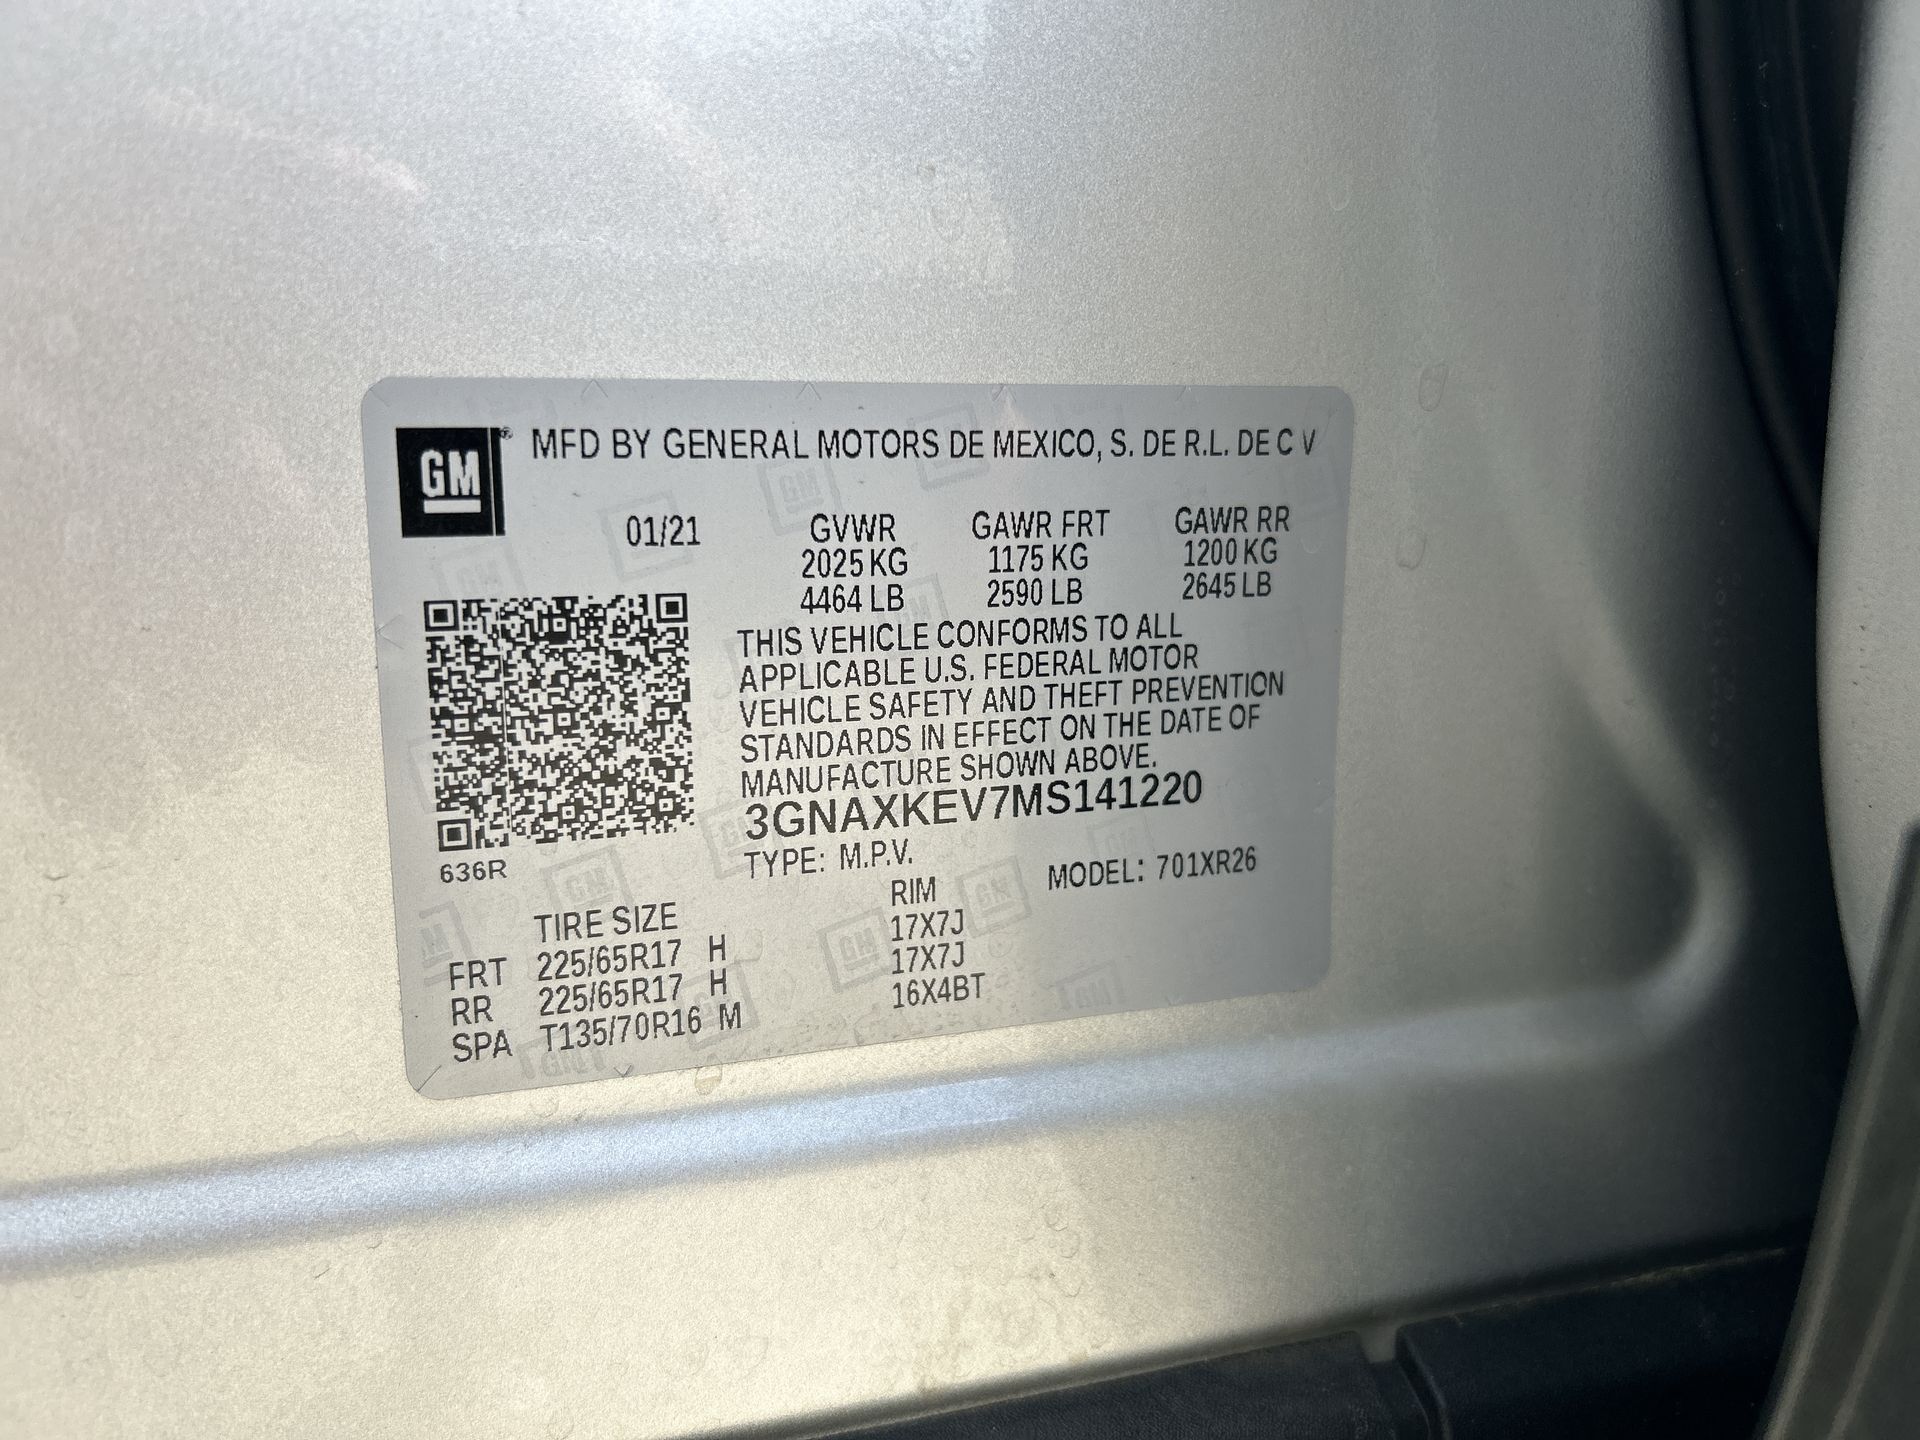 GM ® MFD BY GENERAL MOTORS DE MEXICO, S. DE R.L. DE C V
01/21 GVWR GAWR FRT GAWR RR
2025 KG 1175 KG 1200 KG
4464 LB 2590 LB 2645 LB
THIS VEHICLE CONFORMS TO ALL
APPLICABLE U.S. FEDERAL MOTOR
VEHICLE SAFETY AND THEFT PREVENTION
STANDARDS IN EFFECT ON THE DATE OF
MANUFACTURE SHOWN ABOVE.
3GNAXKEV7MS141220
636R TYPE: M.P.V. MODEL: 701XR26
TIRE SIZE RIM
FRT 225/65R17 H 17X7J
RR 225/65R17 H 17X7J
SPA T135/70R16 M 16X4BT